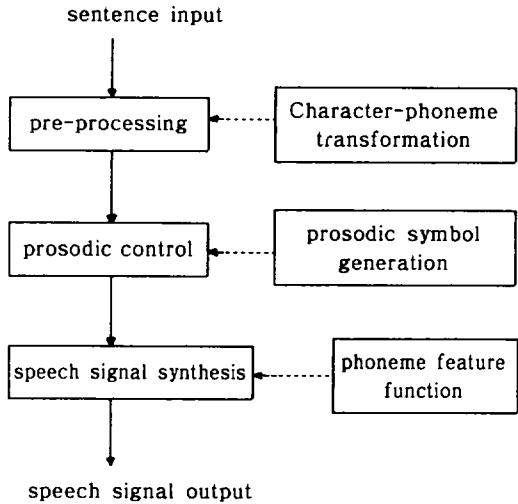 sentence input
pre-processing
Character-phoneme
transformation
prosodic control
prosodic symbol
generation
speech signal synthesis
phoneme feature
function
speech signal output